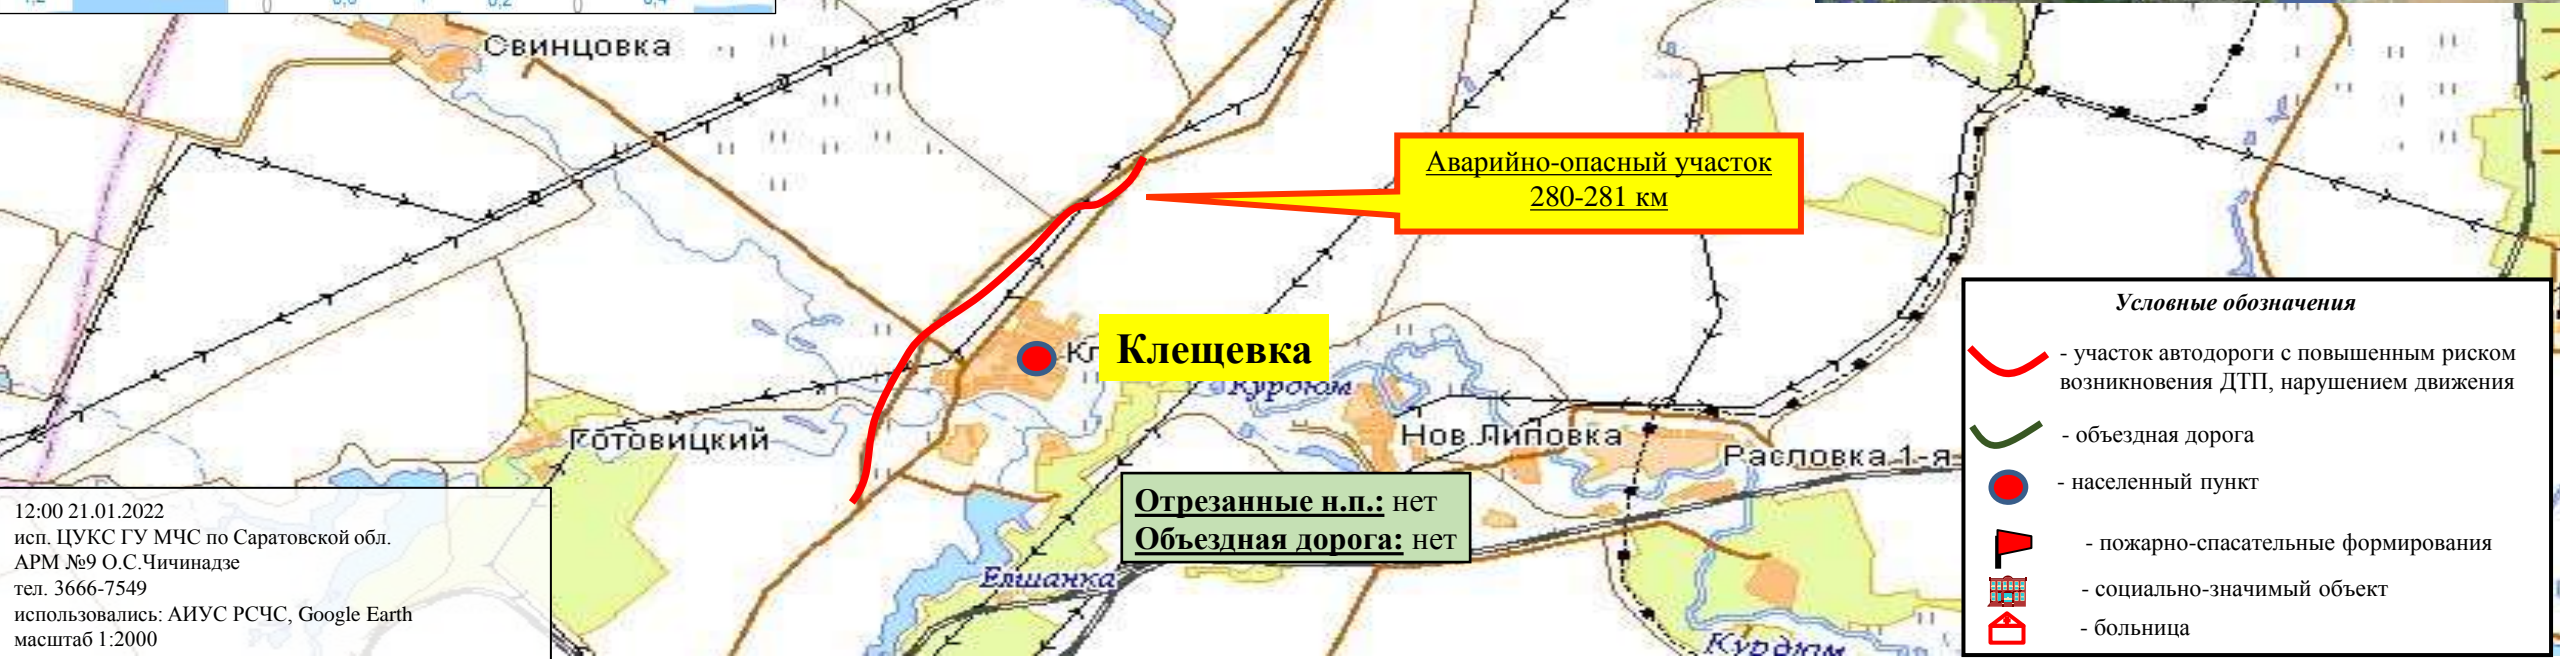 Свинцовка
Аварийно-опасный участок
280-281 км
Условные обозначения
- участок автодороги с повышенным риском
возникновения ДТП, нарушением движения
- объездная дорога
- населенный пункт
- пожарно-спасательные формирования
- социально-значимый объект
- больница
Клещевка
Курдюм
Готовицкий
Нов.Липовка
Расловка 1-я
Отрезанные н.п.: нет
Объездная дорога: нет
Елшанка
Курдюм
12:00 21.01.2022
исп. ЦУКС ГУ МЧС по Саратовской обл.
АРМ №9 О.С.Чичинадзе
тел. 3666-7549
использовались: АИУС РСЧС, Google Earth
масштаб 1:2000